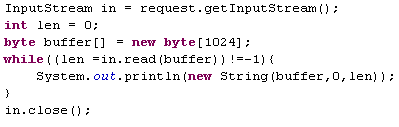 InputStream in = request.getInputStream();
int len = 0;
byte buffer[] = new byte[1024];
while((len =in.read(buffer))!=-1){
    System.out.println(new String(buffer,0,len));
}
in.close();